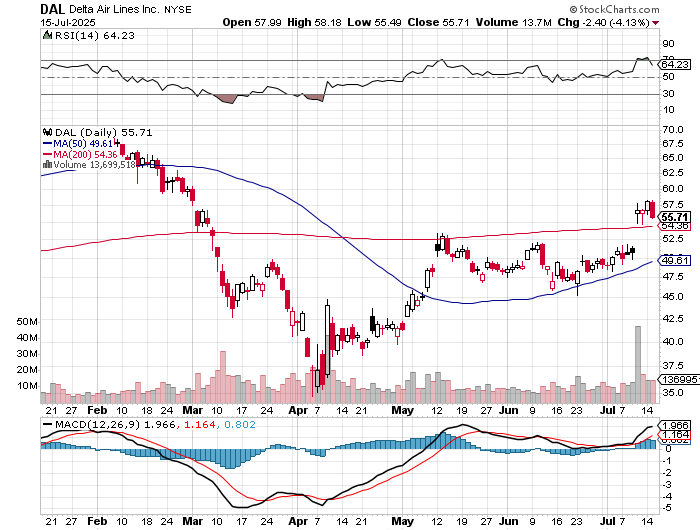 DAL Delta Air Lines Inc. NYSE
© StockCharts.com
15-Jul-2025
Open 57.99 High 58.18 Low 55.49 Close 55.71 Volume 13.7M Chg -2.40 (-4.13%)
RSI(14) 64.23
90
70
64.23
50
30
10
DAL (Daily) 55.71
MA(50) 49.61
MA(200) 54.36
Volume 13,699,518
70.0
67.5
65.0
62.5
60.0
57.5
55.71
54.36
52.5
49.61
47.5
45.0
42.5
40.0
37.5
35.0
50M
40M
30M
20M
10M
1369951
21 27 Feb 10 18 24 Mar 10 17 24 Apr 7 14 21 May 12 19 27 Jun 9 16 23 Jul 7 14
MACD(12,26,9) 1.966, 1.164, 0.802
1.966
1.164
0
-1
-2
-3
-4
-5
21 27 Feb 10 18 24 Mar 10 17 24 Apr 7 14 21 May 12 19 27 Jun 9 16 23 Jul 7 14